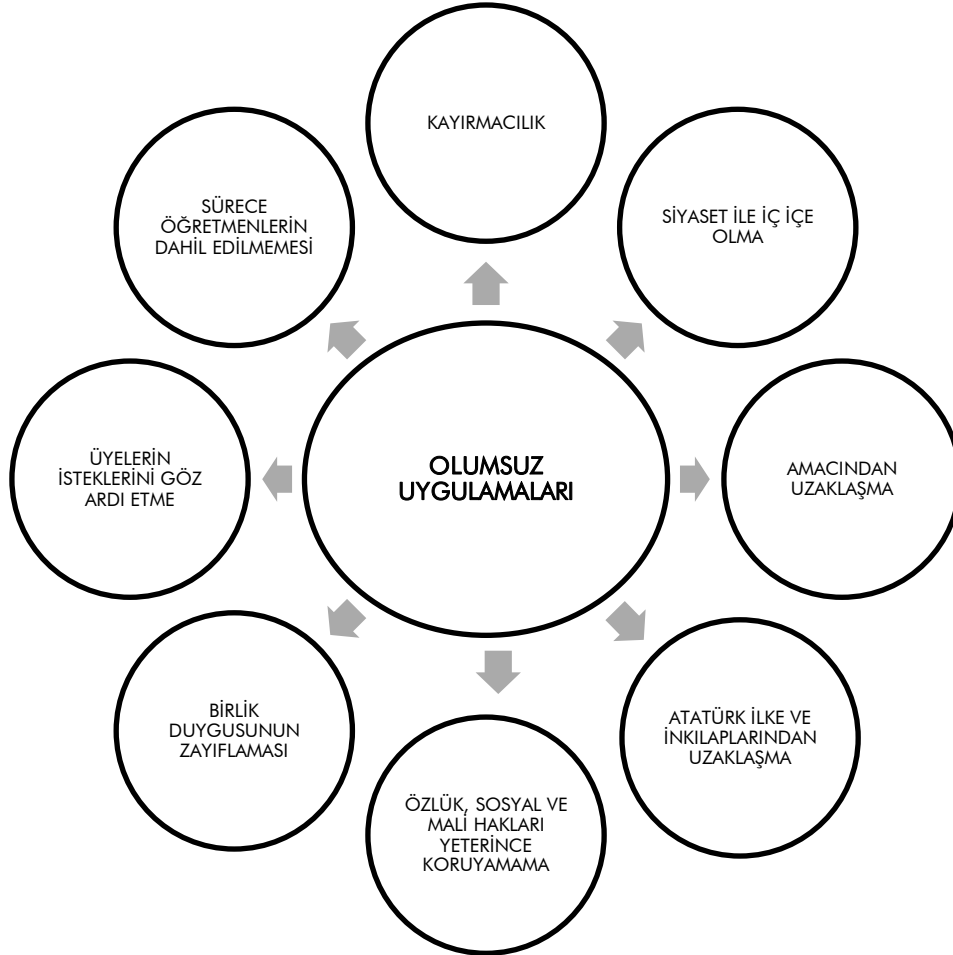 KAYIRMACILIK
SİYASET İLE İÇ İÇE
OLMA
AMACINDAN
UZAKLAŞMA
ATATÜRK İLKE VE
İNKILAPLARINDAN
UZAKLAŞMA
ÖZLÜK, SOSYAL VE
MALİ HAKLARI
YETERİNCE
KORUYAMAMA
BİRLİK
DUYGUSUNUN
ZAYIFLAMASI
ÜYELERİN
İSTEKLERİNİ GÖZ
ARDI ETME
SÜRECE
ÖĞRETMENLERİN
DAHİL EDİLMEMESİ
OLUMSUZ
UYGULAMALARI